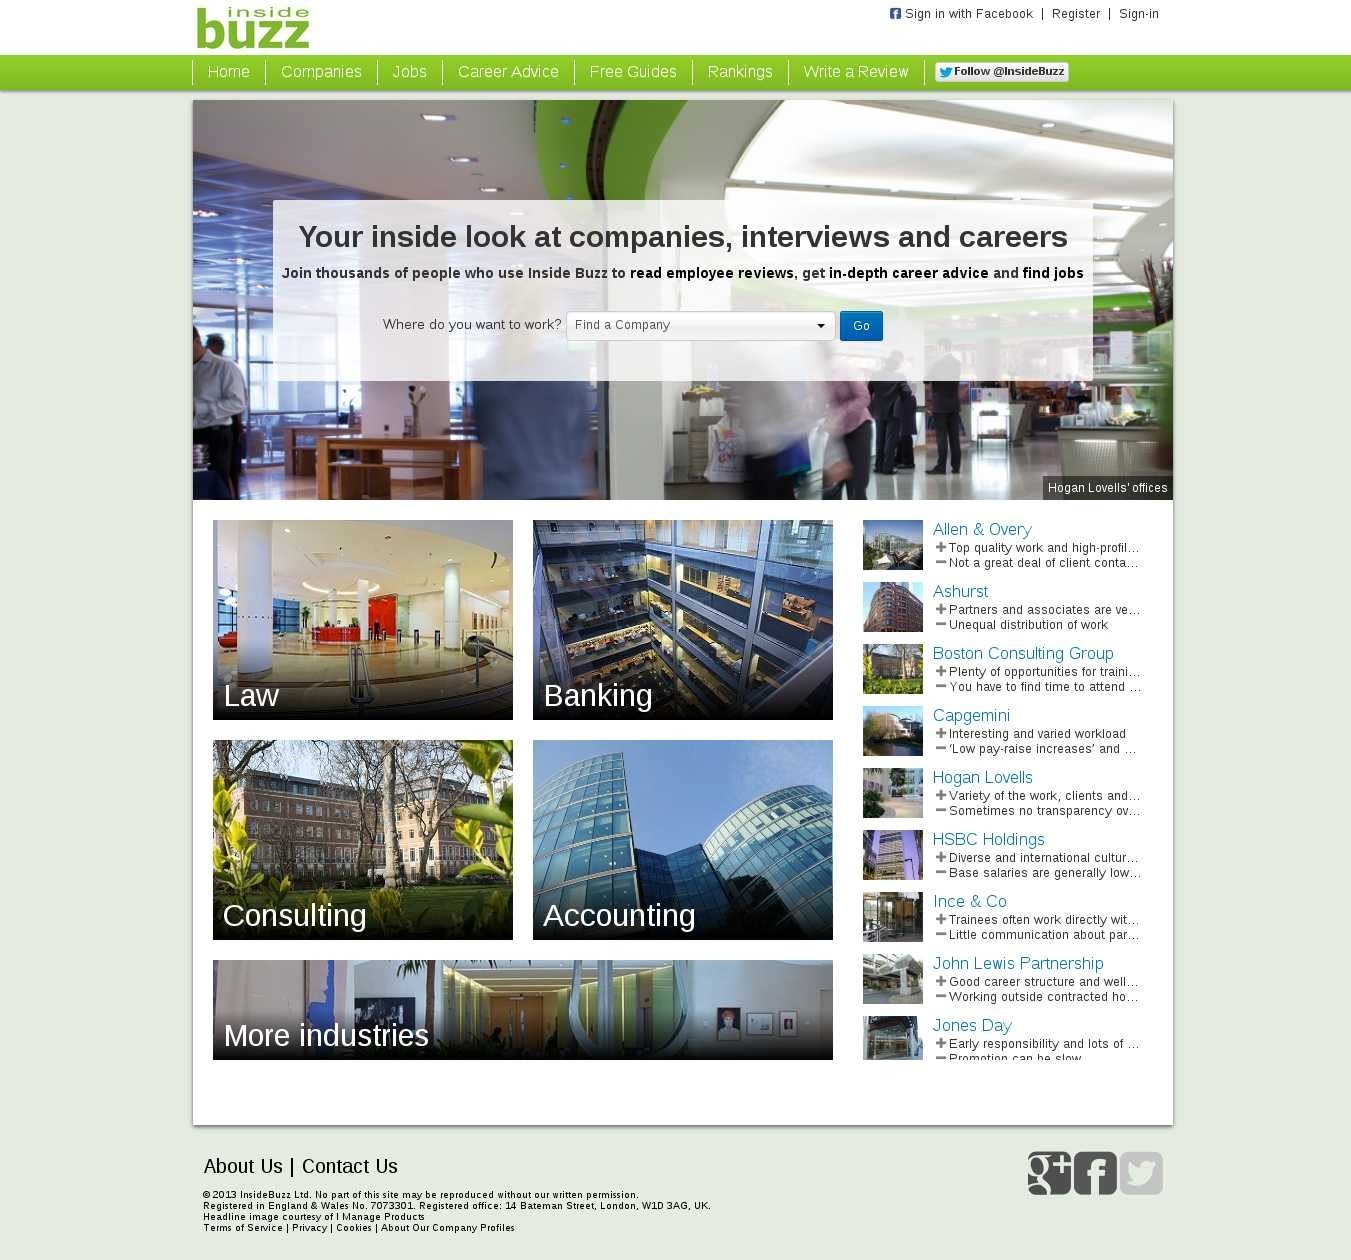 inside
buzz
Sign in with Facebook | Register | Sign-in
Home
Companies
Jobs
Career Advice
Free Guides
Rankings
Write a Review
Follow @InsideBuzz
Your inside look at companies, interviews and careers
Join thousands of people who use Inside Buzz to read employee reviews, get in-depth career advice and find jobs
Where do you want to work? Find a Company Go
Hogan Lovells' offices
Law
Banking
Consulting
Accounting
More industries
Allen & Overy
Top quality work and high-profil...
Not a great deal of client conta...
Ashurst
Partners and associates are ve...
Unequal distribution of work
Boston Consulting Group
Plenty of opportunities for traini...
You have to find time to attend ...
Capgemini
Interesting and varied workload
‘Low pay-raise increases’ and ...
Hogan Lovells
Variety of the work, clients and...
Sometimes no transparency ov...
HSBC Holdings
Diverse and international cultur...
Base salaries are generally low...
Ince & Co
Trainees often work directly wit...
Little communication about par...
John Lewis Partnership
Good career structure and well...
Working outside contracted ho...
Jones Day
Early responsibility and lots of ...
Promotion can be slow
About Us | Contact Us
© 2013 InsideBuzz Ltd. No part of this site may be reproduced without our written permission.
Registered in England & Wales No. 7073301. Registered office: 14 Bateman Street, London, W1D 3AG, UK.
Headline image courtesy of I Manage Products
Terms of Service | Privacy | Cookies | About Our Company Profiles